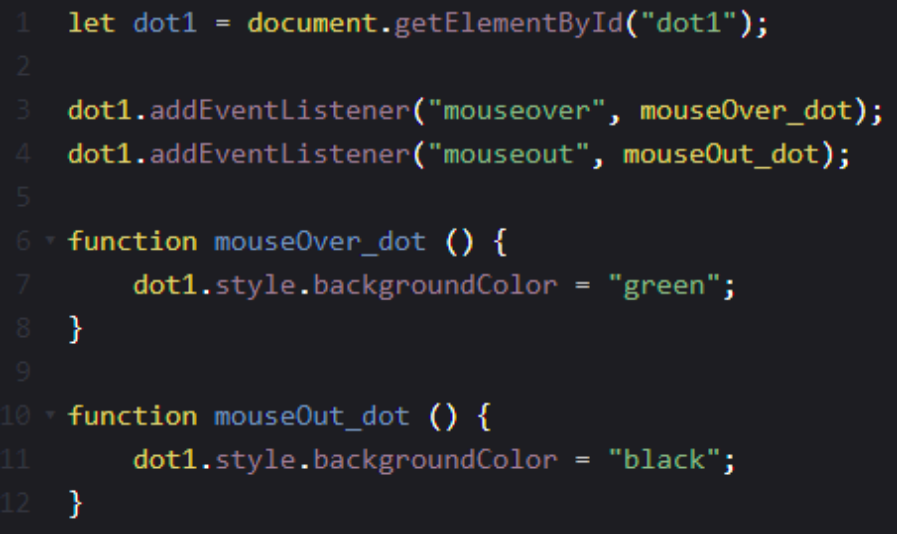 1 let dot1 = document.getElementById("dot1");
2
3 dot1.addEventListener("mouseover", mouseOver_dot);
4 dot1.addEventListener("mouseout", mouseOut_dot);
5
6 function mouseOver_dot () {
7 dot1.style.backgroundColor = "green";
8 }
9
10 function mouseOut_dot () {
11 dot1.style.backgroundColor = "black";
12 }